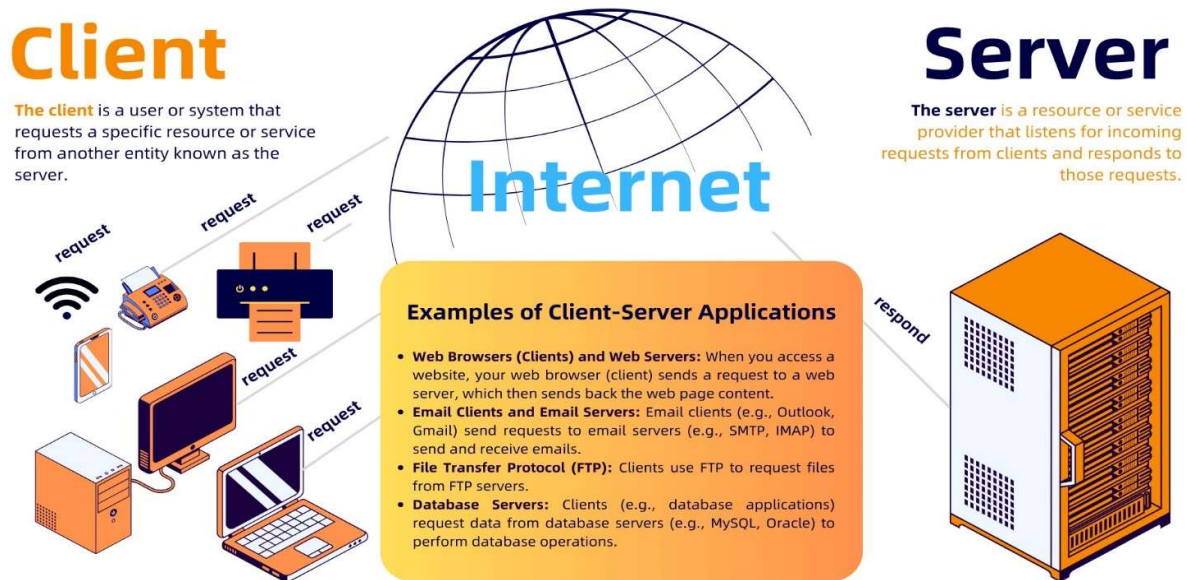 Client
The client is a user or system that
requests a specific resource or service
from another entity known as the
server.
Server
The server is a resource or service
provider that listens for incoming
requests from clients and responds to
those requests.
Internet
request
request
request
request
request
respond
Examples of Client-Server Applications
• Web Browsers (Clients) and Web Servers: When you access a
website, your web browser (client) sends a request to a web
server, which then sends back the web page content.
• Email Clients and Email Servers: Email clients (e.g., Outlook,
Gmail) send requests to email servers (e.g., SMTP, IMAP) to
send and receive emails.
• File Transfer Protocol (FTP): Clients use FTP to request files
from FTP servers.
• Database Servers: Clients (e.g., database applications)
request data from database servers (e.g., MySQL, Oracle) to
perform database operations.